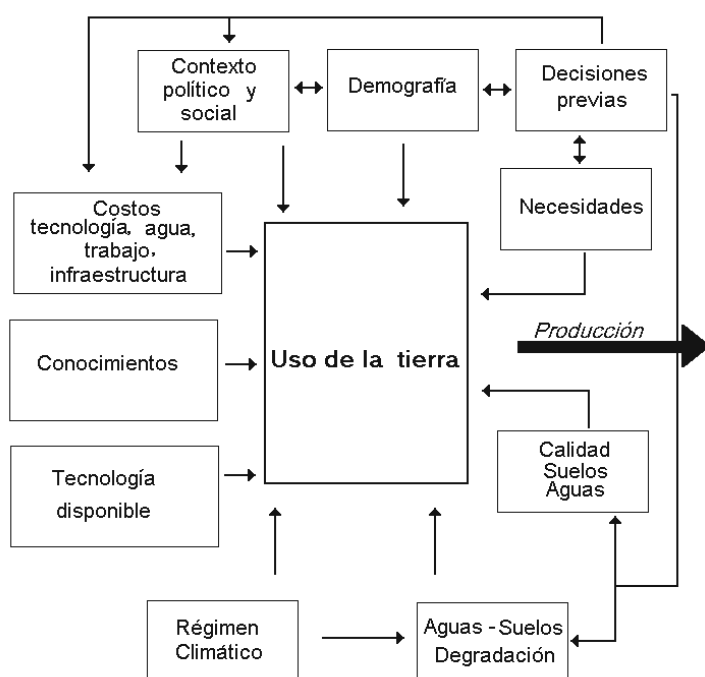 Contexto
político y
social
Demografía
Decisiones
previas
Costos
tecnología, agua,
trabajo,
infraestructura
Necesidades
Uso de la tierra
Producción
Conocimientos
Calidad
Suelos
Aguas
Tecnología
disponible
Régimen
Climático
Aguas - Suelos
Degradación